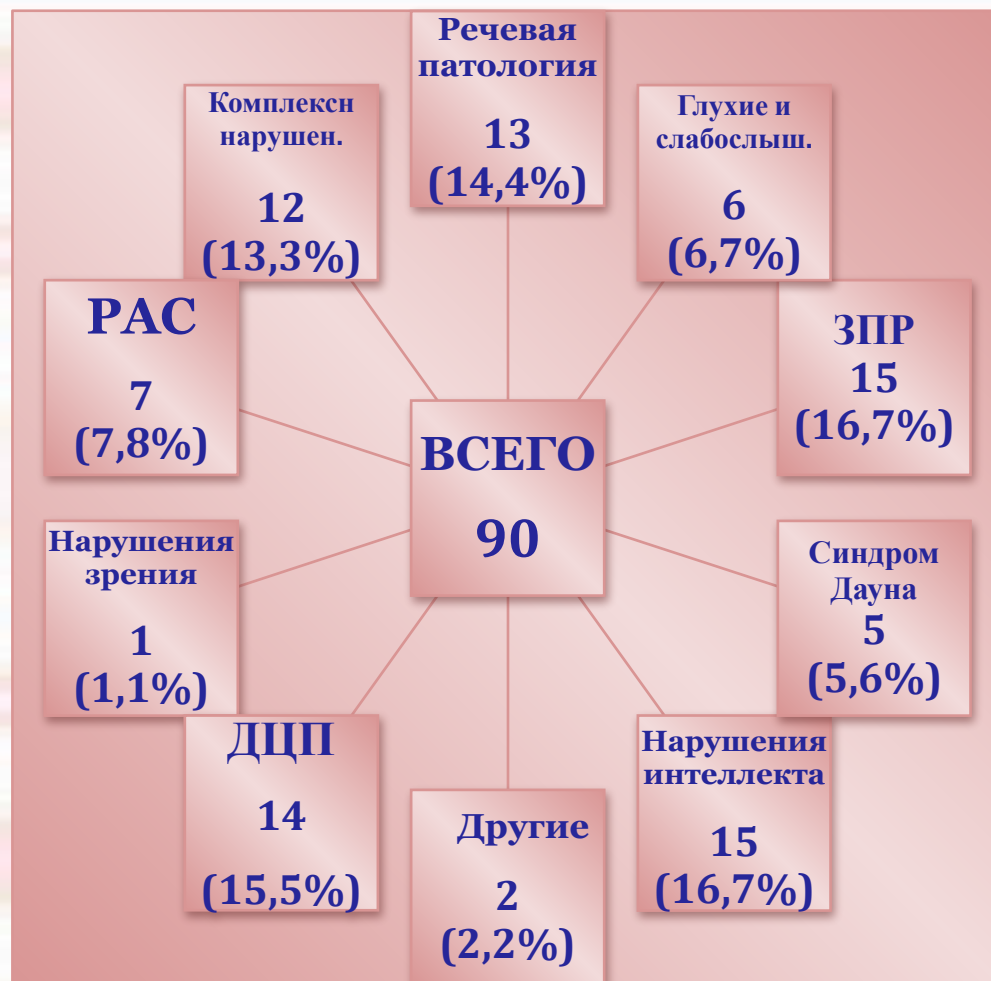 Речевая
патология
13
(14,4%)
Глухие и
слабослыш.
6
(6,7%)
ЗПР
15
(16,7%)
Синдром
Дауна
5
(5,6%)
Нарушения
интеллекта
15
(16,7%)
Другие
2
(2,2%)
ДЦП
14
(15,5%)
Нарушения
зрения
1
(1,1%)
РАС
7
(7,8%)
Комплексн
нарушен.
12
(13,3%)
ВСЕГО
90